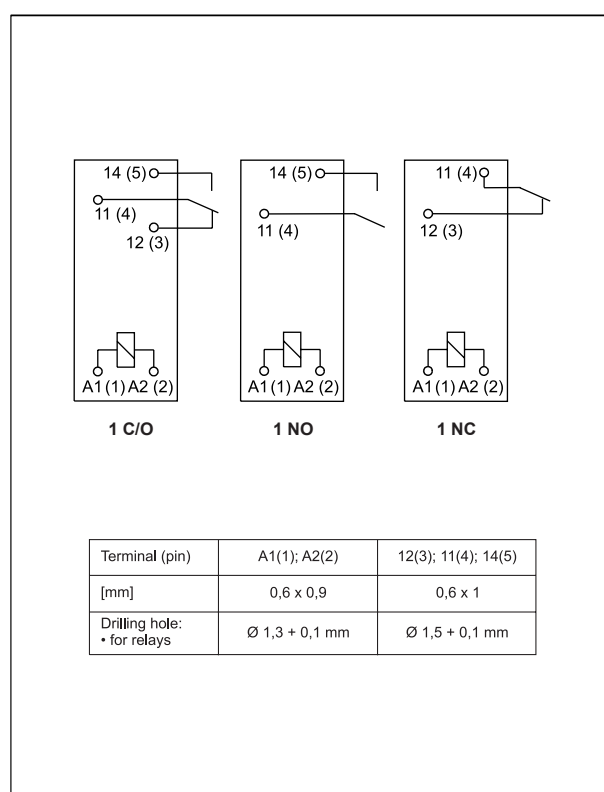 14 (5)
11 (4)
12 (3)
A1 (1) A2 (2)
1 C/O
14 (5)
11 (4)
A1 (1) A2 (2)
1 NO
11 (4)
12 (3)
A1 (1) A2 (2)
1 NC
Terminal (pin) A1(1); A2(2) 12(3); 11(4); 14(5)
[mm] 0,6 x 0,9 0,6 x 1
Drilling hole:
• for relays Ø 1,3 + 0,1 mm Ø 1,5 + 0,1 mm